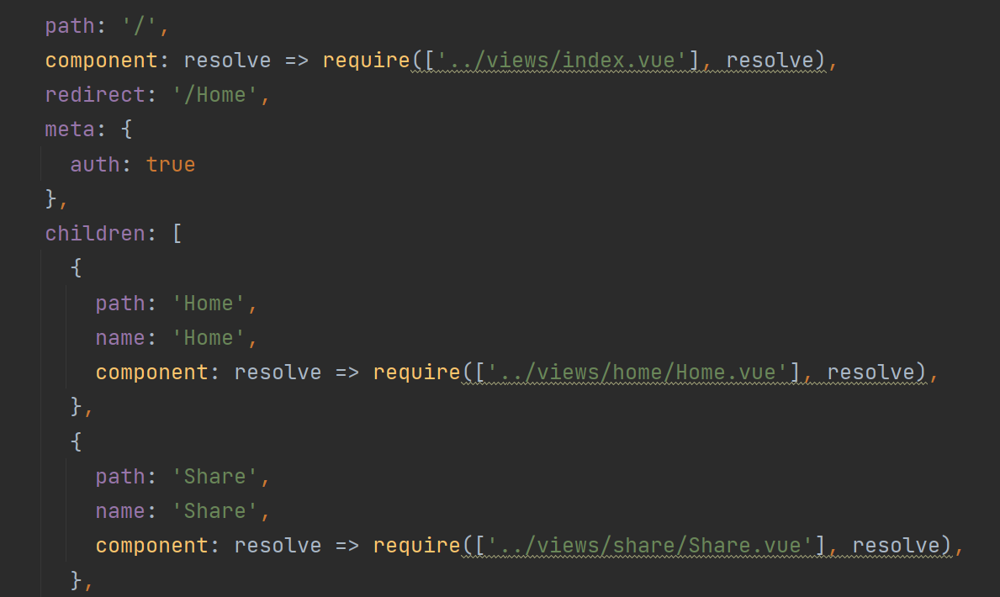 path: '/',
component: resolve => require(['../views/index.vue'], resolve),
redirect: '/Home',
meta: {
  auth: true
},
children: [
  {
    path: 'Home',
    name: 'Home',
    component: resolve => require(['../views/home/Home.vue'], resolve),
  },
  {
    path: 'Share',
    name: 'Share',
    component: resolve => require(['../views/share/Share.vue'], resolve),
  },